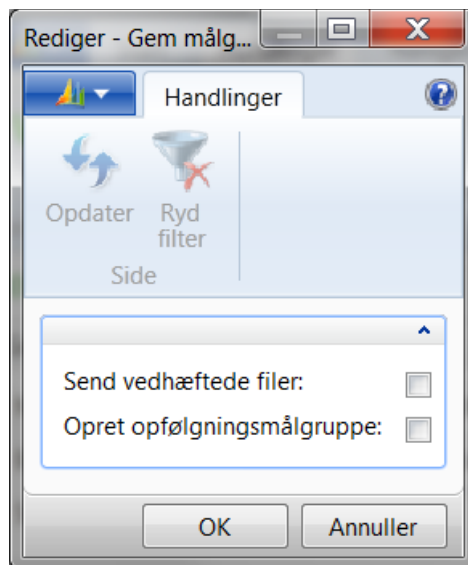 Rediger - Gem målg...
Handlinger
Opdater
Ryd
filter
Side
Send vedhæftede filer:
Opret opfølgningsmålgruppe:
OK
Annuller